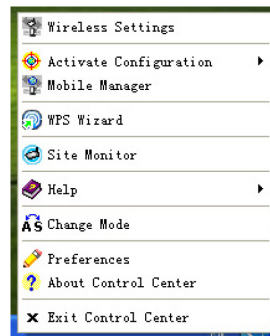 Wireless Settings
Activate Configuration
Mobile Manager
WPS Wizard
Site Monitor
Help
AS Change Mode
Preferences
About Control Center
Exit Control Center